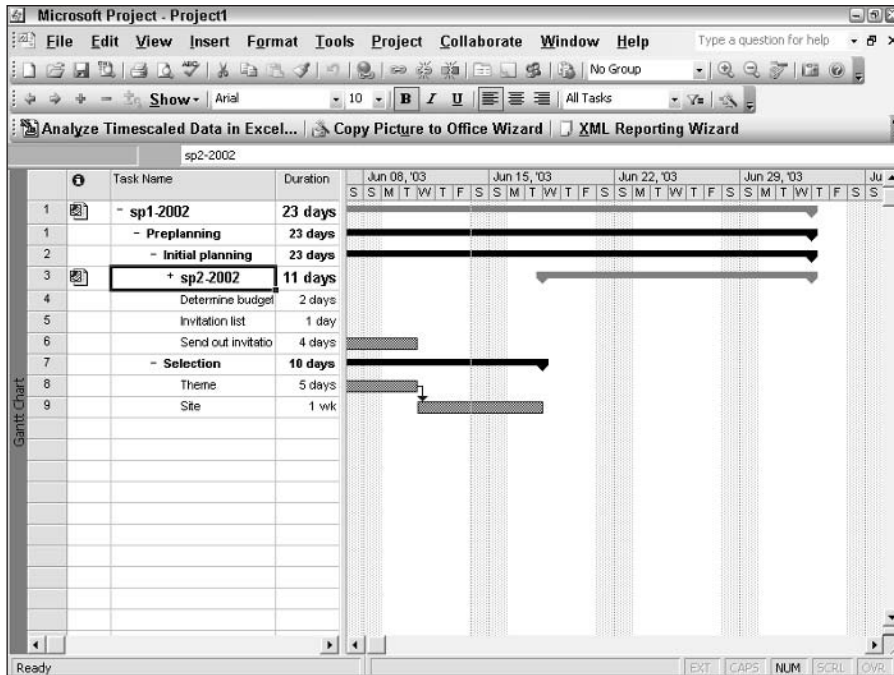 Microsoft Project - Project1
File Edit View Insert Format Tools Project Collaborate Window Help Type a question for help
No Group
Show Arial 10 B I U All Tasks
Analyze Timescaled Data in Excel... Copy Picture to Office Wizard XML Reporting Wizard
sp2-2002
Task Name Duration Jun 08, '03 Jun 15, '03 Jun 22, '03 Jun 29, '03 Ju
S S M T W T F S S M T W T F S S M T W T F S S M T W T F S S
1 - sp1-2002 23 days
1 - Preplanning 23 days
2 - Initial planning 23 days
3 + sp2-2002 11 days
4 Determine budget 2 days
5 Invitation list 1 day
6 Send out invitatio 4 days
7 - Selection 10 days
8 Theme 5 days
9 Site 1 wk
Gantt Chart
Ready EXT CAPS NUM SCRL OVR